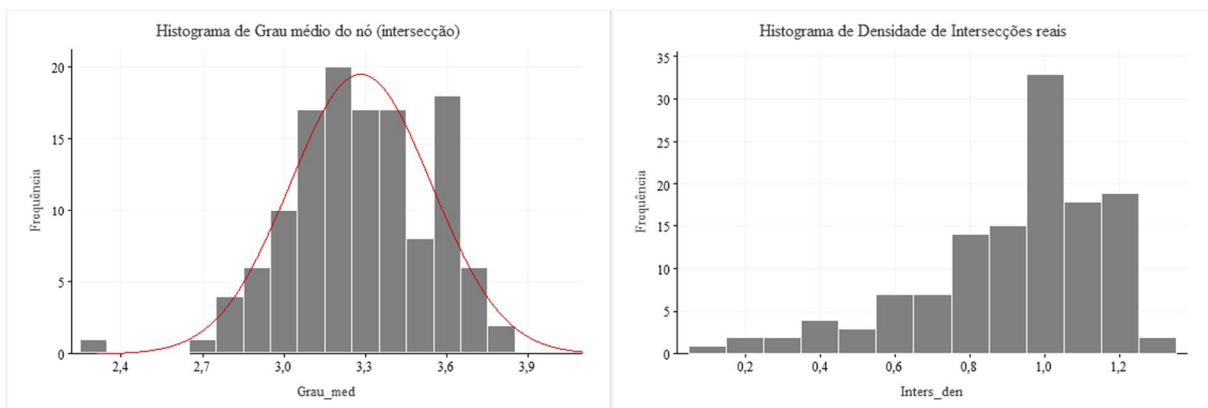 Histograma de Grau médio do nó (intersecção)
20
15
10
5
0
Frequência
2,4 2,7 3,0 3,3 3,6 3,9
Grau_med
Histograma de Densidade de Intersecções reais
35
30
25
20
15
10
5
0
Frequência
0,2 0,4 0,6 0,8 1,0 1,2
Inters_den